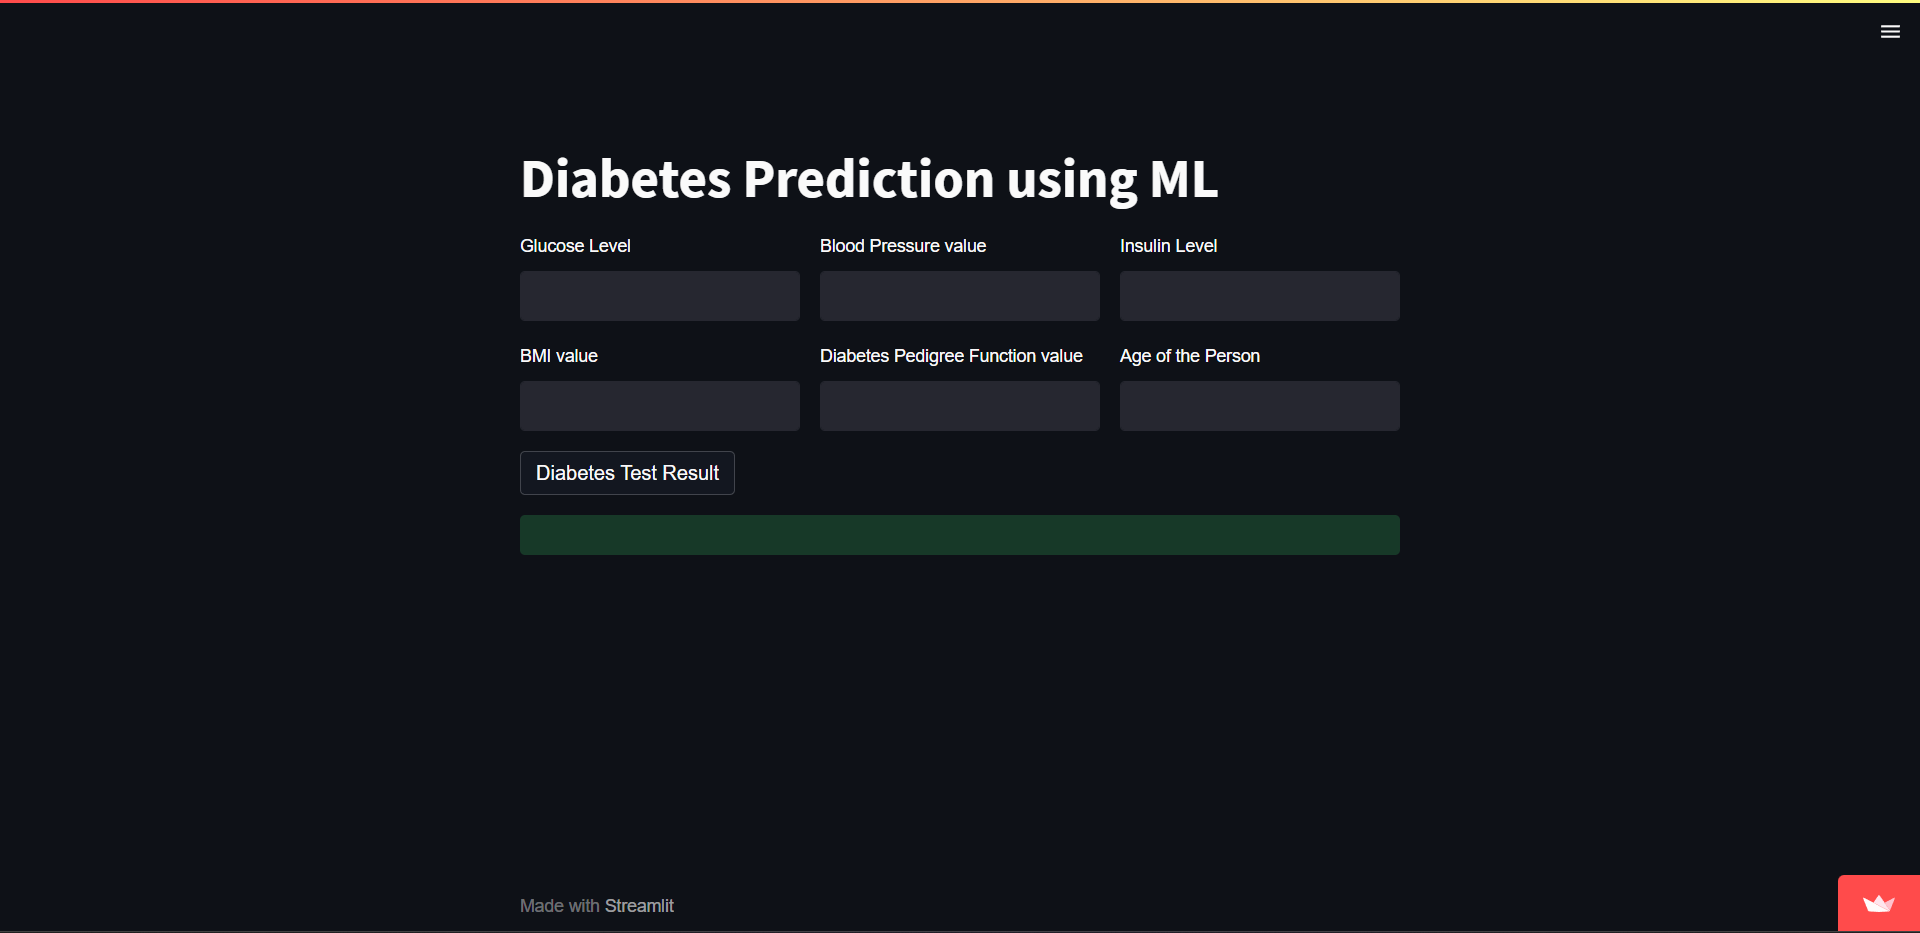 Diabetes Prediction using ML
Glucose Level
Blood Pressure value
Insulin Level
BMI value
Diabetes Pedigree Function value
Age of the Person
Diabetes Test Result
Made with Streamlit